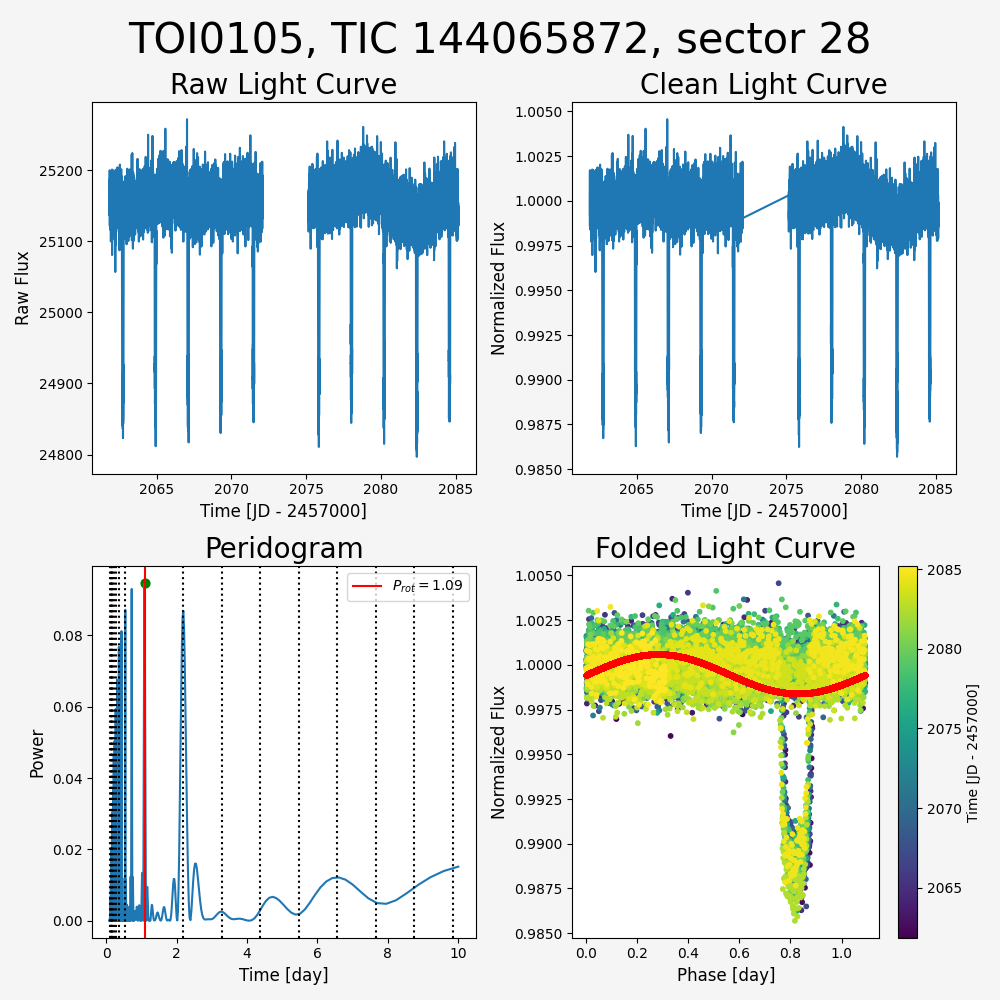 TOI0105, TIC 144065872, sector 28
Raw Light Curve
Clean Light Curve
Raw Flux
25200
25100
25000
24900
24800
2065 2070 2075 2080 2085
Time [JD - 2457000]
Normalized Flux
1.0050
1.0025
1.0000
0.9975
0.9950
0.9925
0.9900
0.9875
0.9850
2065 2070 2075 2080 2085
Time [JD - 2457000]
Peridogram
Folded Light Curve
Power
0.08
0.06
0.04
0.02
0.00
P_rot = 1.09
0 2 4 6 8 10
Time [day]
Normalized Flux
1.0050
1.0025
1.0000
0.9975
0.9950
0.9925
0.9900
0.9875
0.9850
0.0 0.2 0.4 0.6 0.8 1.0
Phase [day]
2085
2080
2075
2070
2065
Time [JD - 2457000]